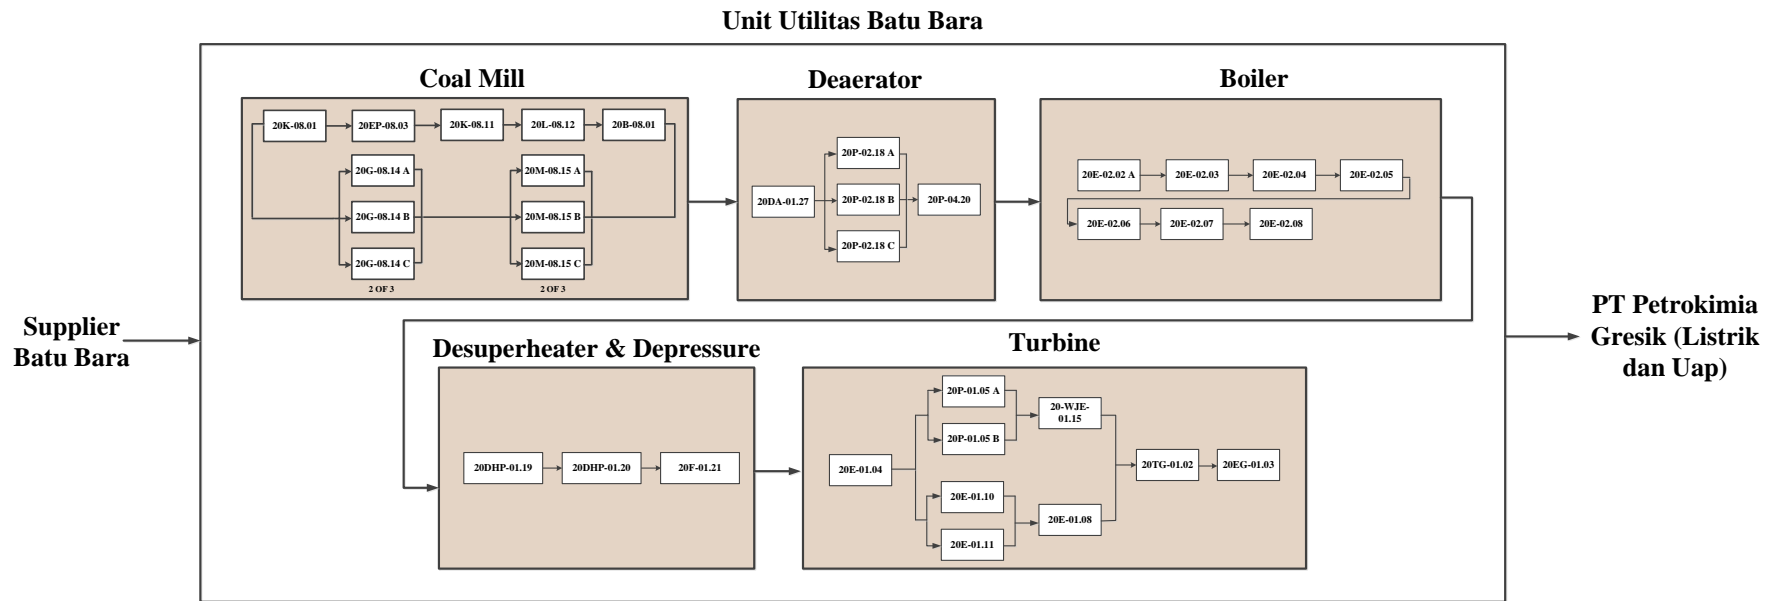 Unit Utilitas Batu Bara
Coal Mill
20K-08.01
20EP-08.03
20K-08.11
20L-08.12
20B-08.01
20G-08.14 A
20M-08.15 A
20G-08.14 B
20M-08.15 B
20G-08.14 C
20M-08.15 C
2 OF 3
2 OF 3
Deaerator
20P-02.18 A
20DA-01.27
20P-02.18 B
20P-04.20
20P-02.18 C
Boiler
20E-02.02 A
20E-02.03
20E-02.04
20E-02.05
20E-02.06
20E-02.07
20E-02.08
Supplier
Batu Bara
Desuperheater & Depressure
20DHP-01.19
20DHP-01.20
20F-01.21
Turbine
20P-01.05 A
20-WJE-
01.15
20P-01.05 B
20E-01.04
20TG-01.02
20EG-01.03
20E-01.10
20E-01.08
20E-01.11
PT Petrokimia
Gresik (Listrik
dan Uap)